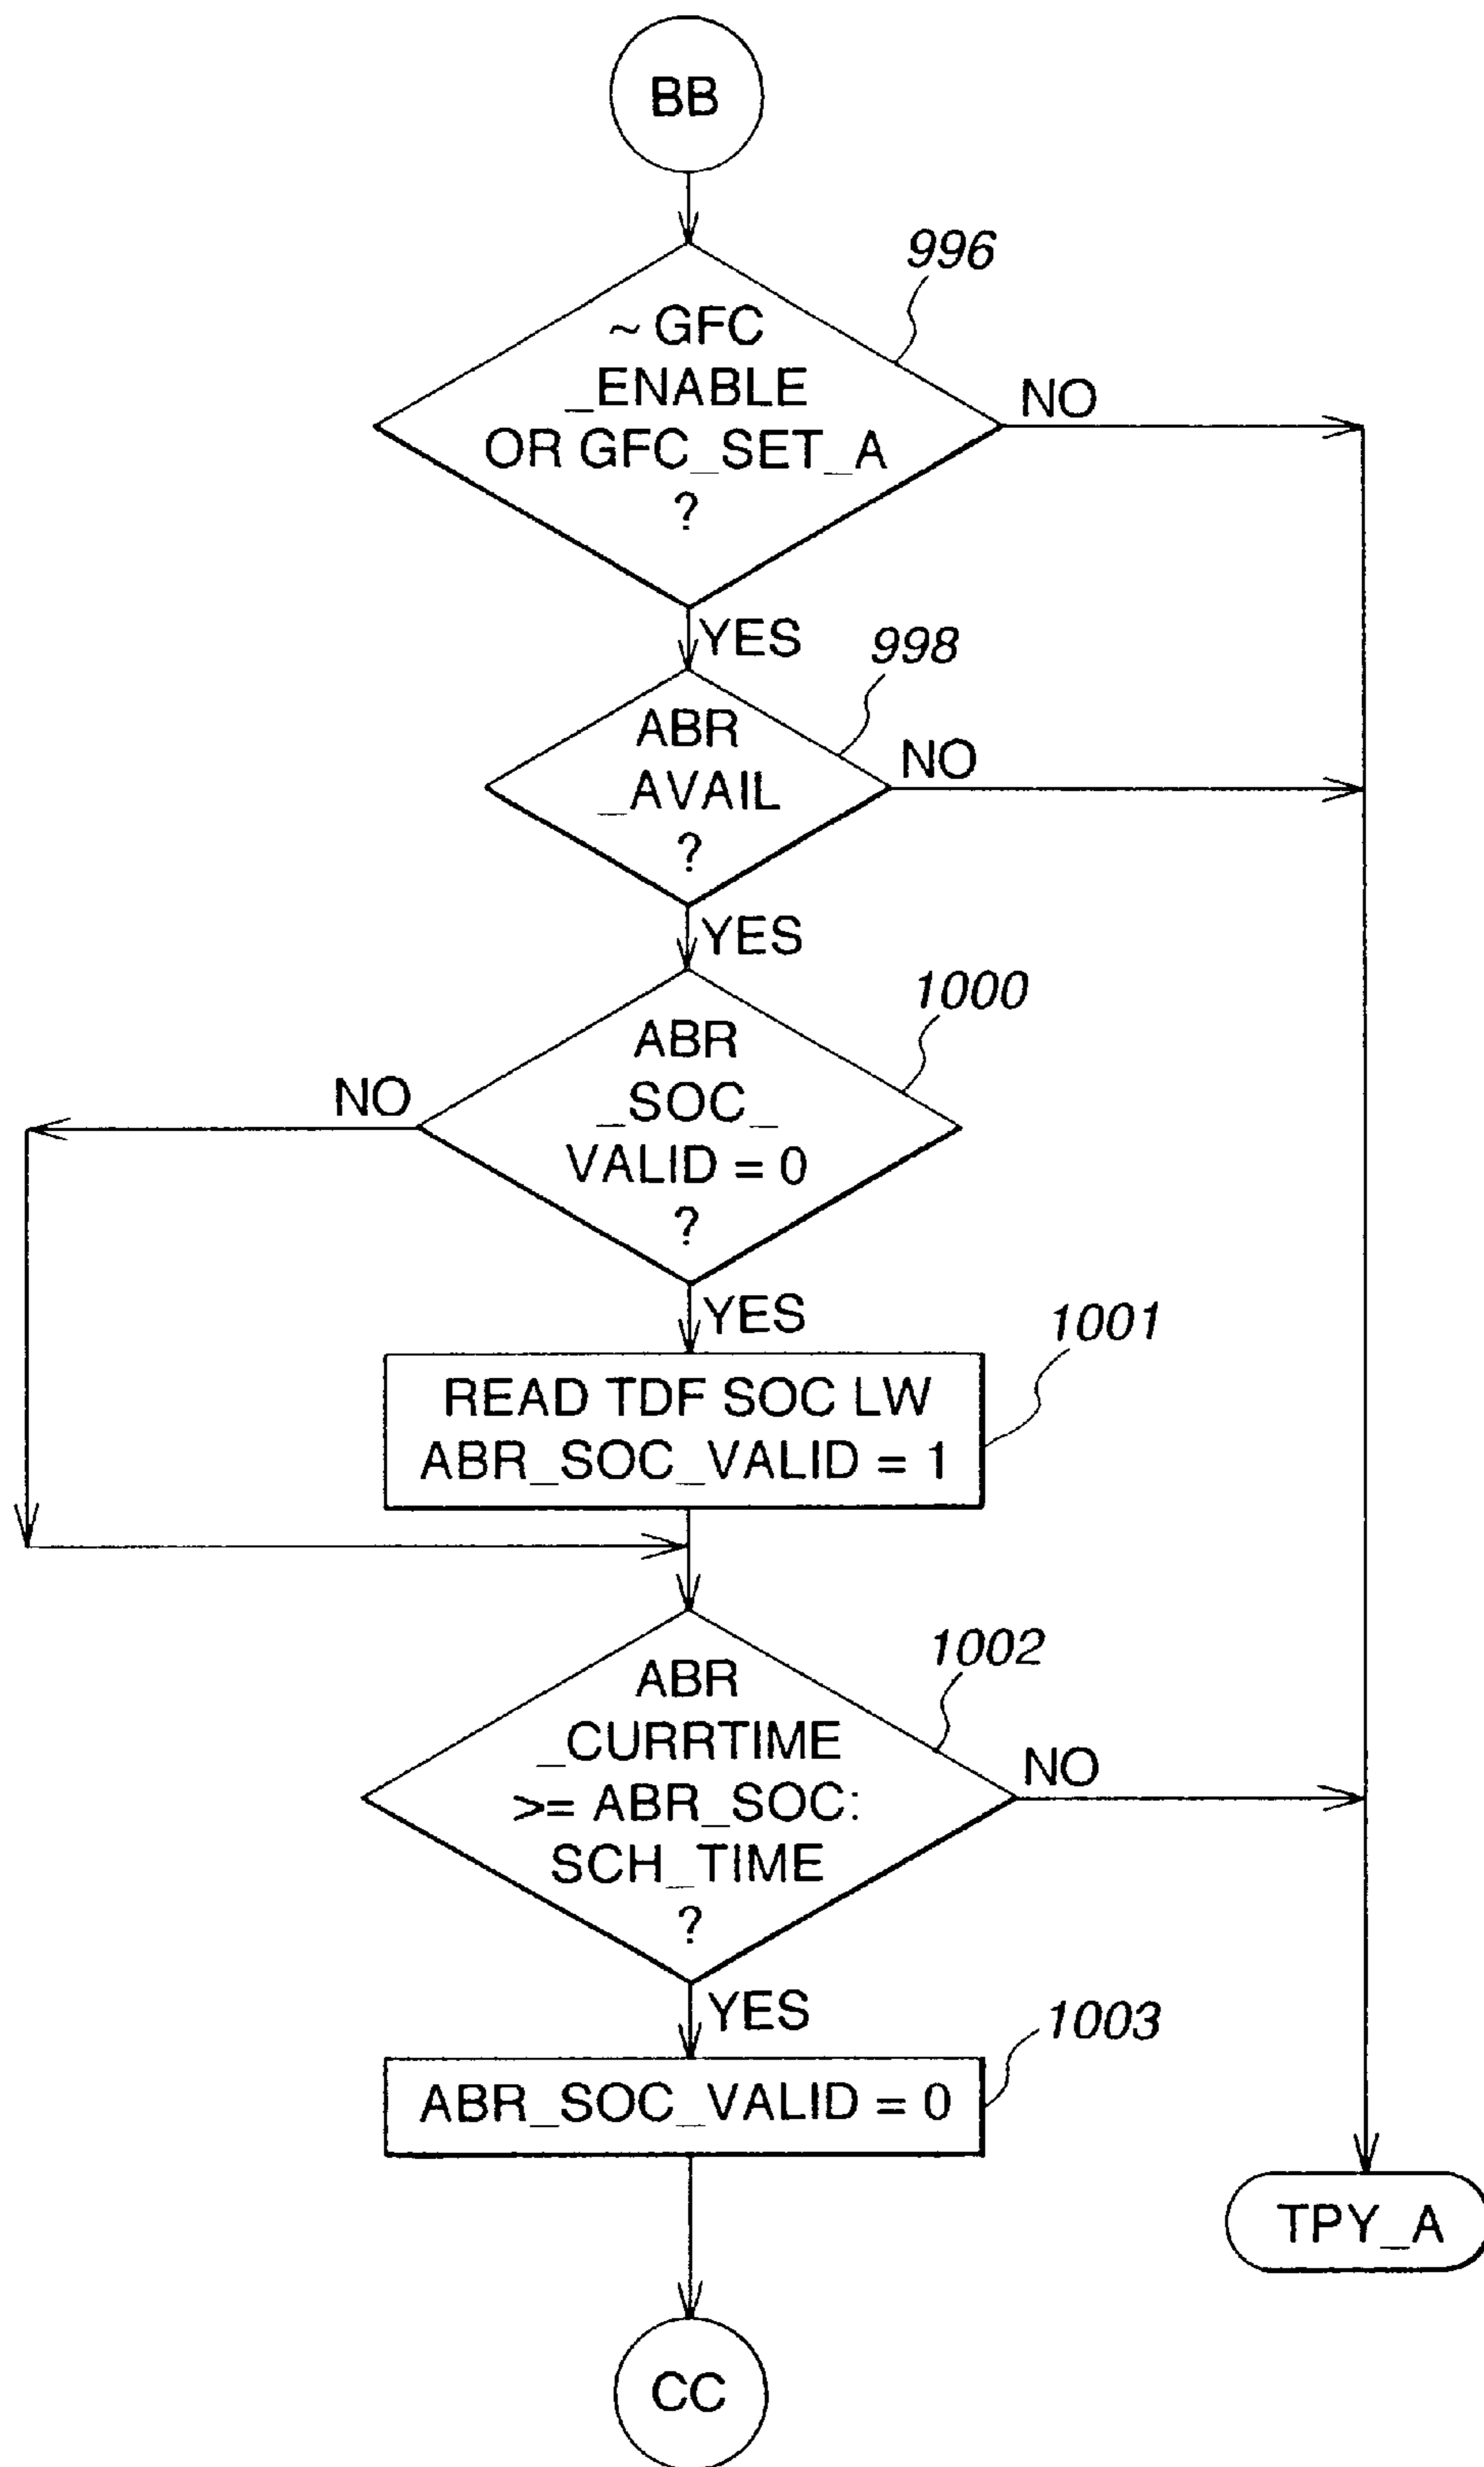 BB
996
~ GFC
_ENABLE
OR GFC_SET_A
?
NO
YES
998
ABR
_AVAIL
?
NO
YES
1000
ABR
_SOC_
VALID = 0
?
NO
YES
1001
READ TDF SOC LW
ABR_SOC_VALID = 1
1002
ABR
_CURRTIME
>= ABR_SOC:
SCH_TIME
?
NO
YES
1003
ABR_SOC_VALID = 0
TPY_A
CC